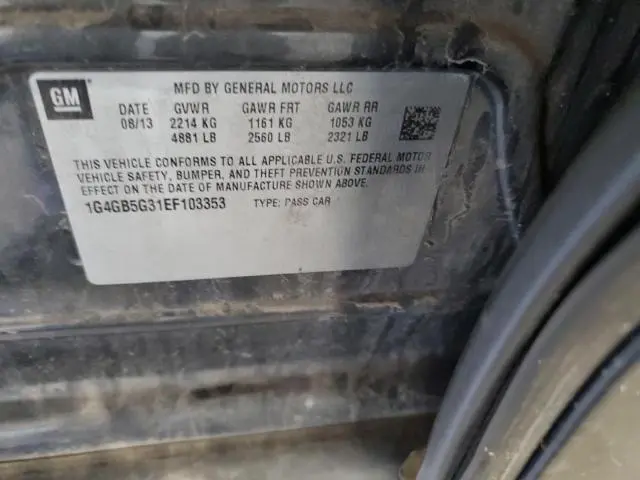 GM
MFD BY GENERAL MOTORS LLC
DATE GVWR GAWR FRT GAWR RR
08/13 2214 KG 1161 KG 1053 KG
4881 LB 2560 LB 2321 LB
THIS VEHICLE CONFORMS TO ALL APPLICABLE U.S. FEDERAL MOTOR
VEHICLE SAFETY, BUMPER, AND THEFT PREVENTION STANDARDS IN
EFFECT ON THE DATE OF MANUFACTURE SHOWN ABOVE.
1G4GB5G31EF103353 TYPE: PASS CAR